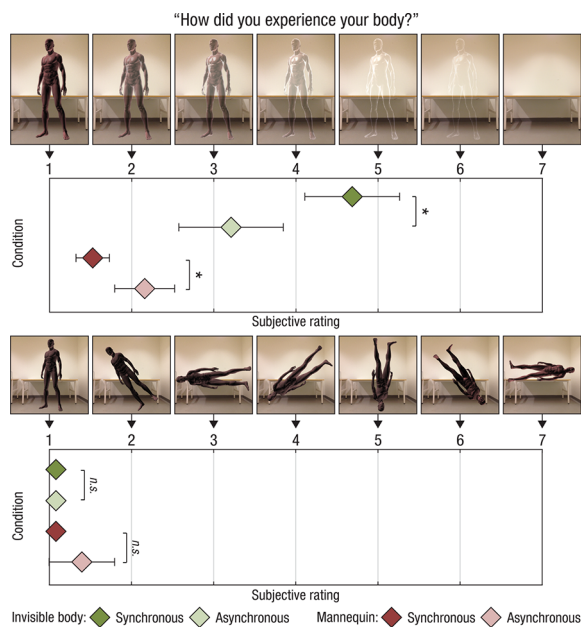 “How did you experience your body?”
1 2 3 4 5 6 7
Condition
*
*
Subjective rating
1 2 3 4 5 6 7
Condition
n.s.
n.s.
Subjective rating
Invisible body: Synchronous Asynchronous Mannequin: Synchronous Asynchronous